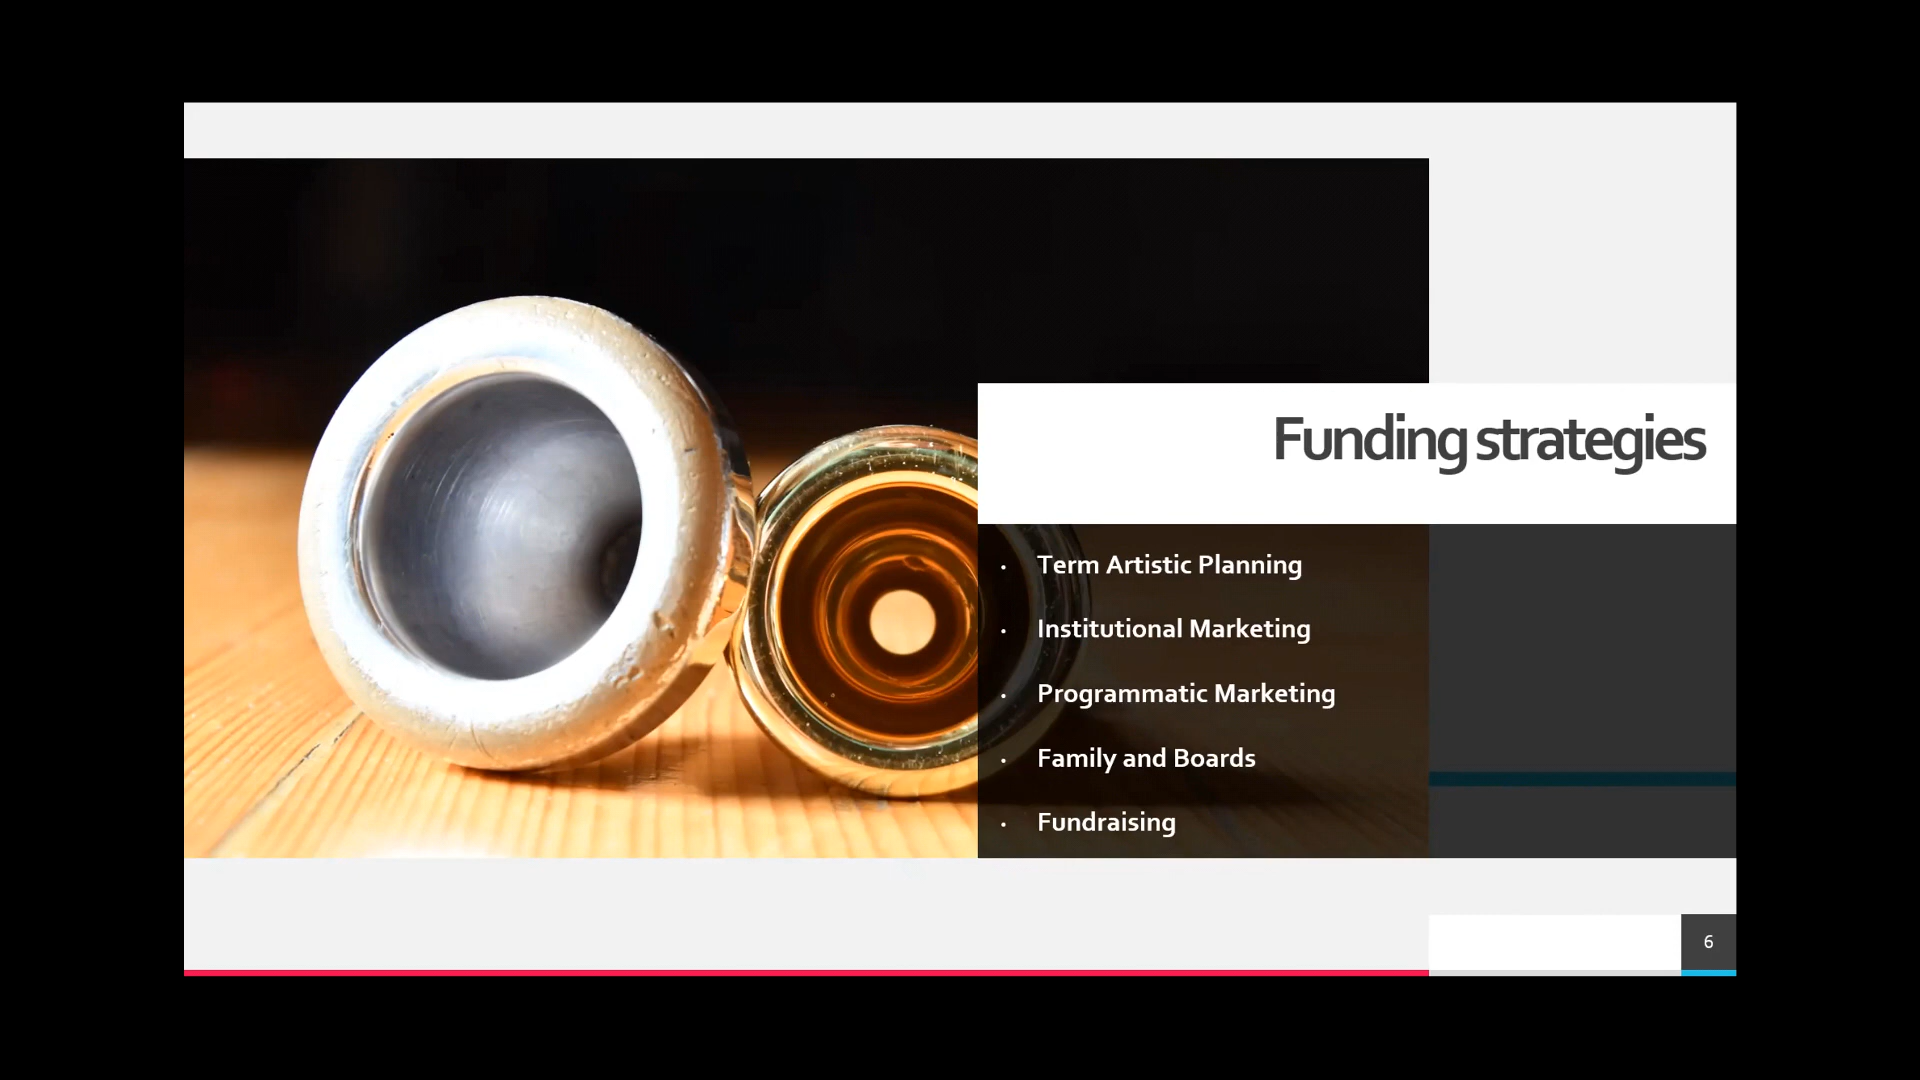 Funding strategies
• Term Artistic Planning
• Institutional Marketing
• Programmatic Marketing
• Family and Boards
• Fundraising
6